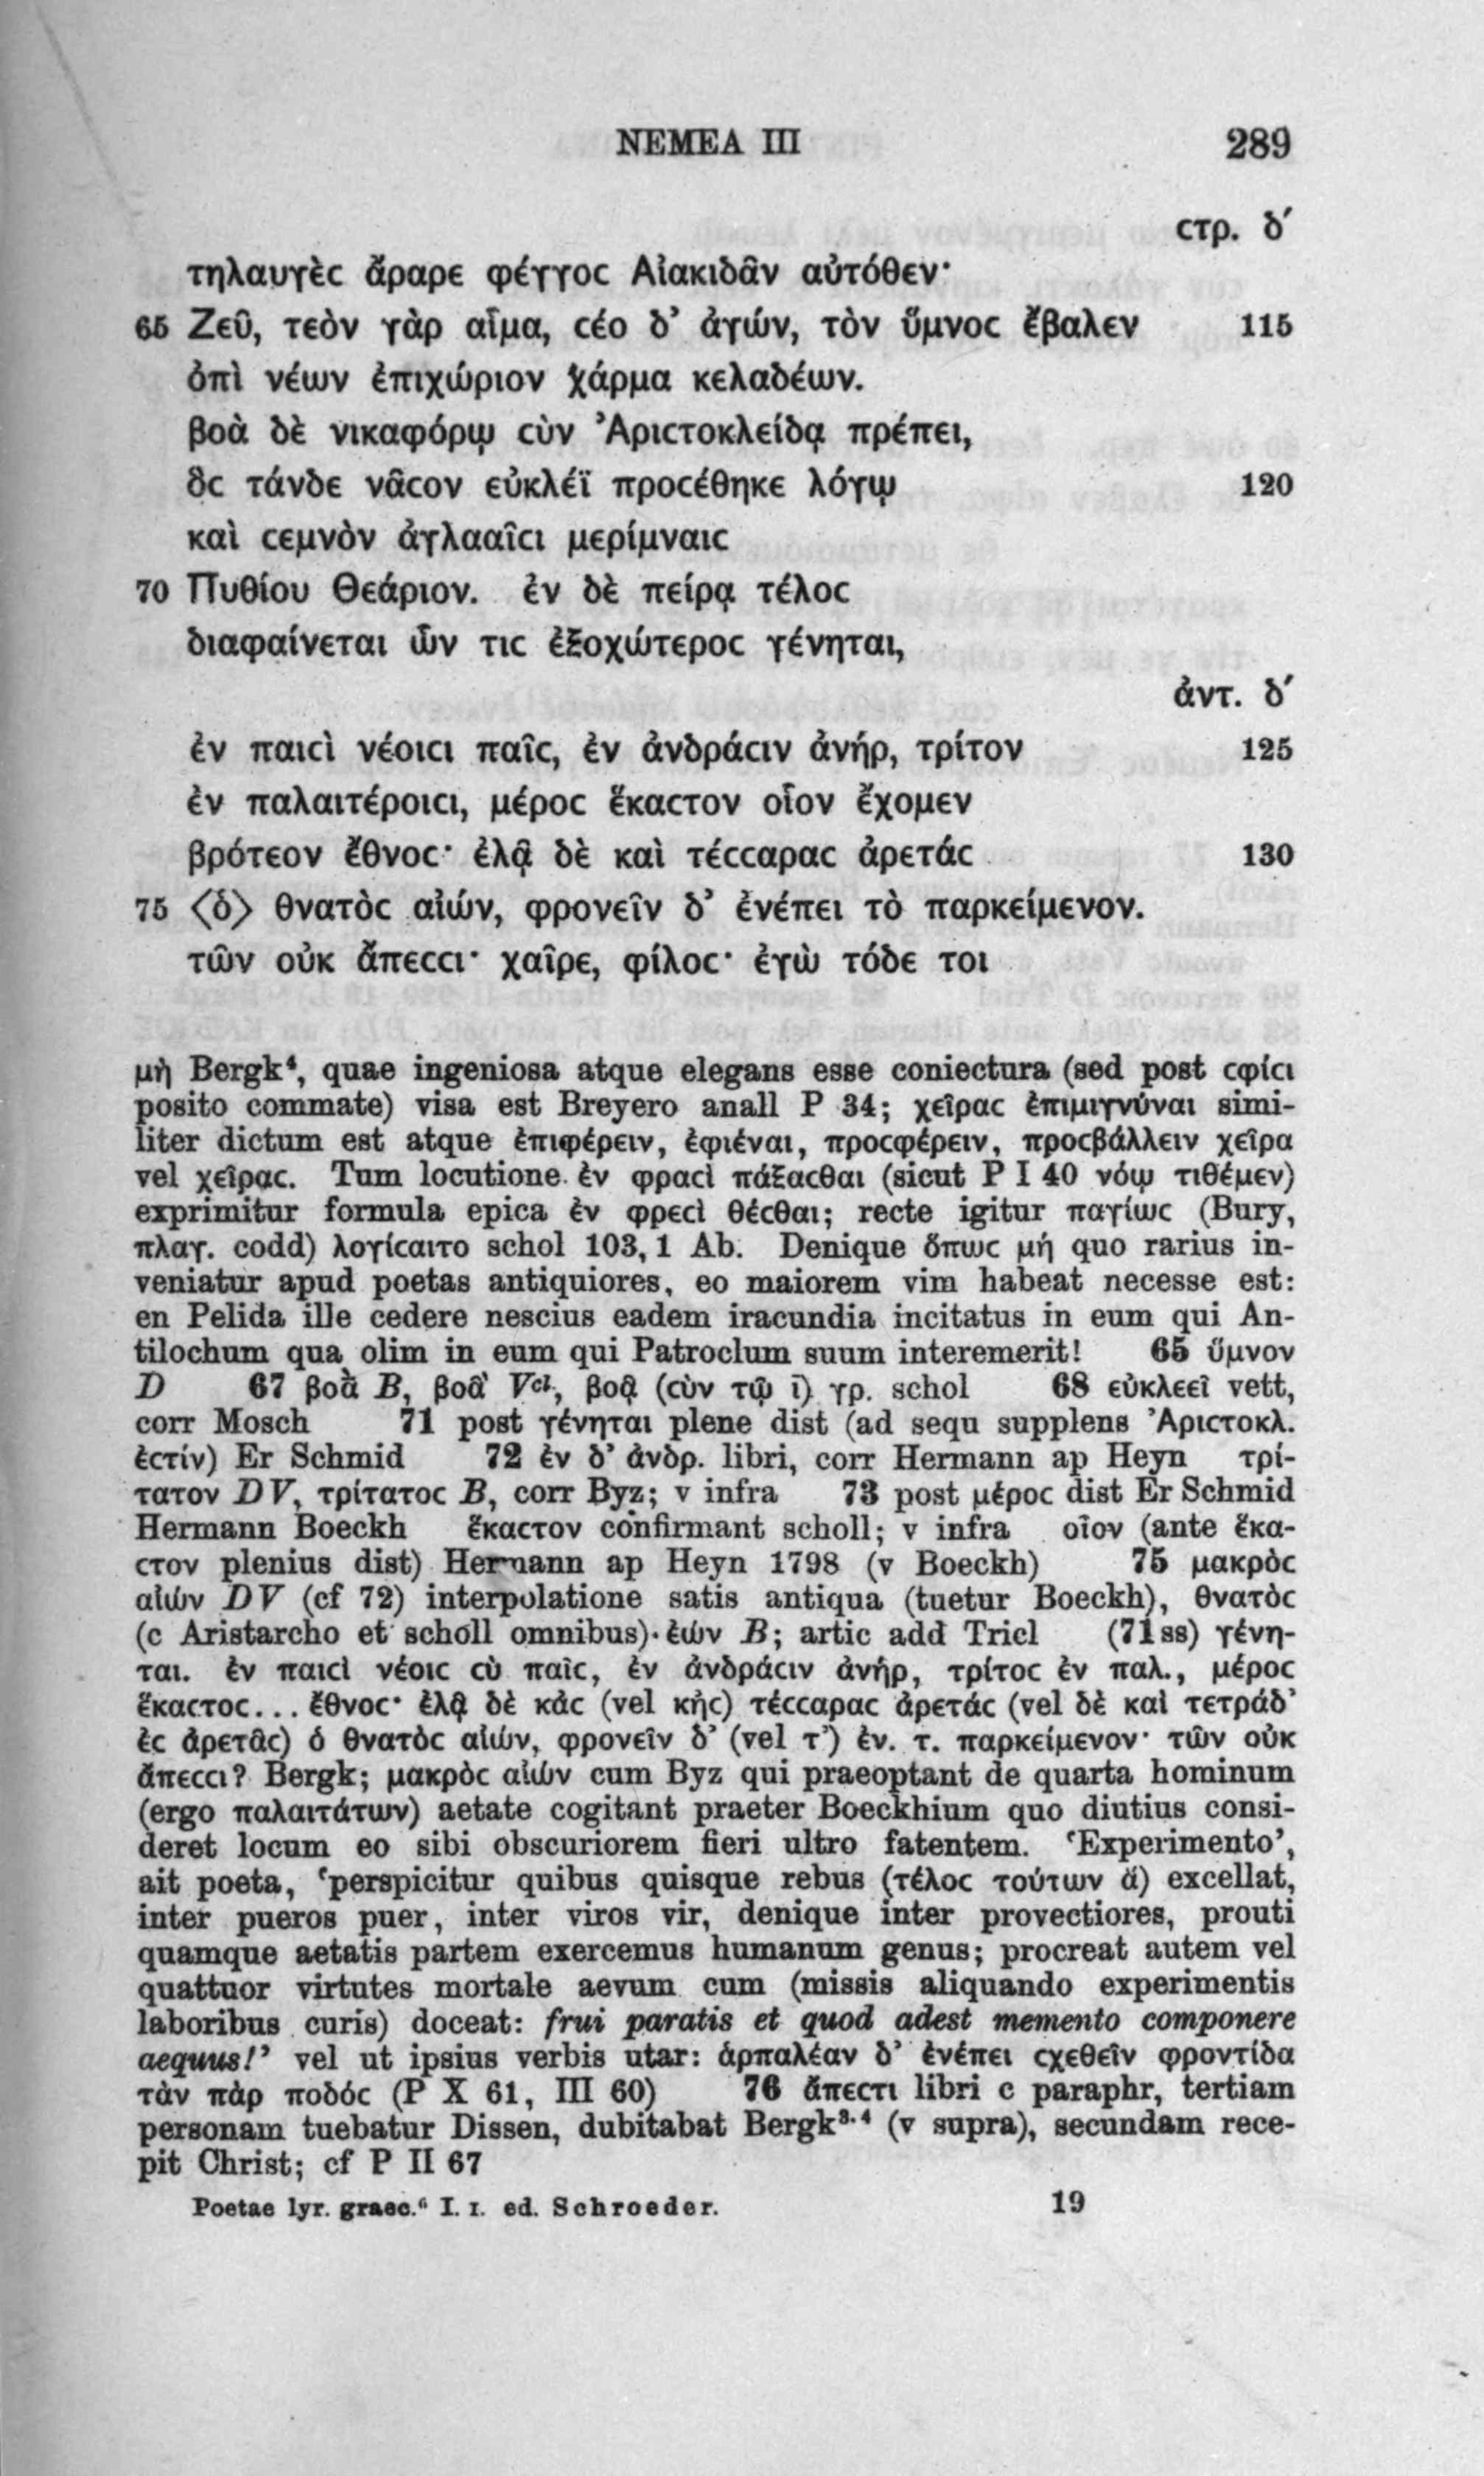 NEMEA III 289
ϲτρ. δ´
τηλαυγὲϲ ἄραρε φέγγοϲ Αἰακιδᾶν αὐτόθεν·
65 Ζεῦ, τεὸν γὰρ αἷμα, ϲέο δ’ ἀγών, τὸν ὕμνοϲ ἔβαλεν 115
ὀπὶ νέων ἐπιχώριον χάρμα κελαδέων.
βοὰ δὲ νικαφόρῳ ϲὺν Ἀριϲτοκλείδᾳ πρέπει,
ὃϲ τάνδε νᾶϲον εὐκλέϊ προϲέθηκε λόγῳ 120
καὶ ϲεμνὸν ἀγλααῖϲι μερίμναιϲ
70 Πυθίου Θεάριον. ἐν δὲ πείρᾳ τέλοϲ
διαφαίνεται ὧν τιϲ ἐξοχώτεροϲ γένηται,
ἀντ. δ´
ἐν παιϲὶ νέοιϲι παῖϲ, ἐν ἀνδράϲιν ἀνήρ, τρίτον 125
ἐν παλαιτέροιϲι, μέροϲ ἕκαϲτον οἷον ἔχομεν
βρότεον ἔθνοϲ· ἐλᾷ δὲ καὶ τέϲϲαραϲ ἀρετάϲ 130
75 ⟨ὁ⟩ θνατὸϲ αἰών, φρονεῖν δ’ ἐνέπει τὸ παρκείμενον.
τῶν οὐκ ἄπεϲϲι· χαῖρε, φίλοϲ· ἐγὼ τόδε τοι
μὴ Bergk⁴, quae ingeniosa atque elegans esse coniectura (sed post ϲφίϲι
posito commate) visa est Breyero anall P 34; χεῖραϲ ἐπιμιγνύναι simi-
liter dictum est atque ἐπιφέρειν, ἐφιέναι, προϲφέρειν, προϲβάλλειν χεῖρα
vel χεῖραϲ. Tum locutione ἐν φραϲὶ πάξαϲθαι (sicut P I 40 νόῳ τιθέμεν)
exprimitur formula epica ἐν φρεϲὶ θέϲθαι; recte igitur παγίωϲ (Bury,
πλαγ. codd) λογίϲαιτο schol 103, 1 Ab. Denique ὅπωϲ μή quo rarius in-
veniatur apud poetas antiquiores, eo maiorem vim habeat necesse est:
en Pelida ille cedere nescius eadem iracundia incitatus in eum qui An-
tilochum qua olim in eum qui Patroclum suum interemerit! 65 ὕμνον
D 67 βοᾶ B, βοᾶ’ Vcl, βοᾷ (ϲὺν τῷ ῑ) γρ. schol 68 εὐκλεεῖ vett,
corr Mosch 71 post γένηται plene dist (ad sequ supplens Ἀριϲτοκλ.
ἐϲτίν) Er Schmid 72 ἐν δ’ ἀνδρ. libri, corr Hermann ap Heyn τρί-
τατον DV, τρίτατοϲ B, corr Byz; v infra 73 post μέροϲ dist Er Schmid
Hermann Boeckh ἕκαϲτον confirmant scholl; v infra οἷον (ante ἕκα-
ϲτον plenius dist) Hermann ap Heyn 1798 (v Boeckh) 75 μακρὸϲ
αἰών DV (cf 72) interpolatione satis antiqua (tuetur Boeckh), θνατὸϲ
(c Aristarcho et scholl omnibus) ἐών B; artic add Tricl (71 ss) γένη-
ται. ἐν παιϲὶ νέοιϲ ϲὺ παῖϲ, ἐν ἀνδράϲιν ἀνήρ, τρίτοϲ ἐν παλ., μέροϲ
ἕκαϲτοϲ... ἔθνοϲ· ἐλᾷ δὲ κἀϲ (vel κἠϲ) τέϲϲαραϲ ἀρετάϲ (vel δὲ καὶ τετράδ’
ἐϲ ἀρετᾶϲ) ὁ θνατὸϲ αἰών, φρονεῖν δ’ (vel τ’) ἐν. τ. παρκείμενον· τῶν οὐκ
ἄπεϲϲι? Bergk; μακρὸϲ αἰὼν cum Byz qui praeoptant de quarta hominum
(ergo παλαιτάτων) aetate cogitant praeter Boeckhium quo diutius consi-
deret locum eo sibi obscuriorem fieri ultro fatentem. ‘Experimento’,
ait poeta, ‘perspicitur quibus quisque rebus (τέλοϲ τούτων ἃ) excellat,
inter pueros puer, inter viros vir, denique inter provectiores, prouti
quamque aetatis partem exercemus humanum genus; procreat autem vel
quattuor virtutes mortale aevum cum (missis aliquando experimentis
laboribus curis) doceat: frui paratis et quod adest memento componere
aequus!’ vel ut ipsius verbis utar: ἁρπαλέαν δ’ ἐνέπει ϲχεθεῖν φροντίδα
τὰν πὰρ ποδόϲ (P X 61, III 60) 76 ἄπεϲτι libri c paraphr, tertiam
personam tuebatur Dissen, dubitabat Bergk³·⁴ (v supra), secundam rece-
pit Christ; cf P II 67
Poetae lyr. graec.⁶ I. 1. ed. Schroeder. 19